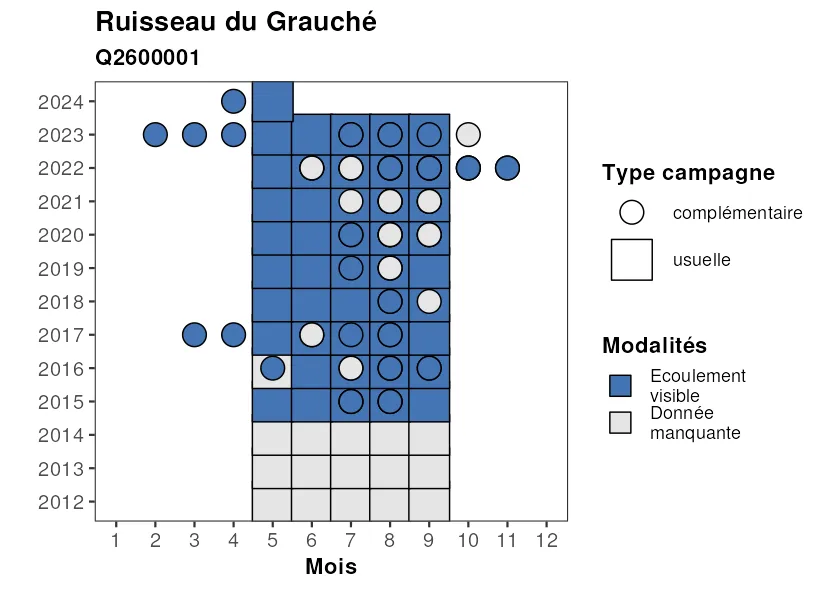 Ruisseau du Grauché
Q2600001
2024
2023
2022
2021
2020
2019
2018
2017
2016
2015
2014
2013
2012
1 2 3 4 5 6 7 8 9 10 11 12
Mois
Type campagne
complémentaire
usuelle
Modalités
Ecoulement
visible
Donnée
manquante